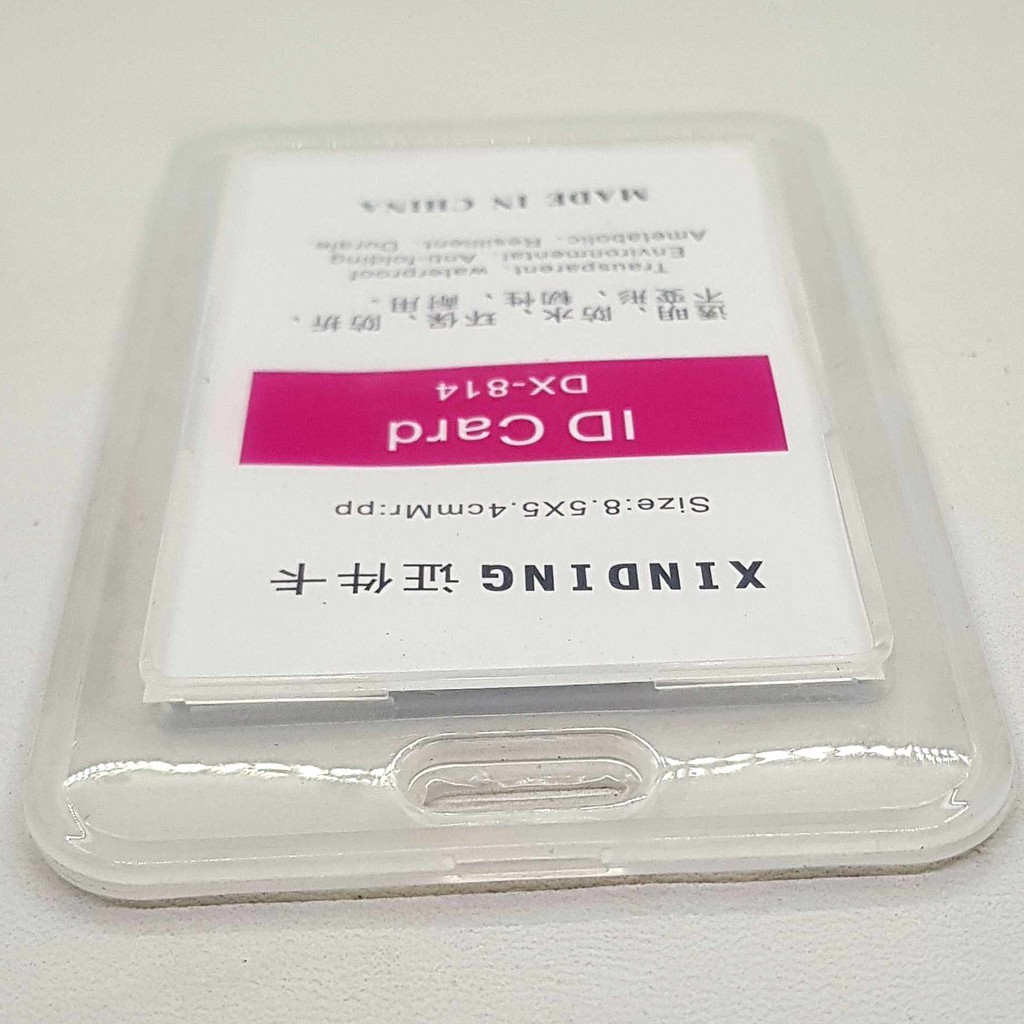 XINDING 证件卡
Size:8.5X5.4cmMr:pp
ID Card
DX-814
透明、防水、环保、防折、
不变形、韧性、耐用。
Transparent. waterproof
Environmental. Anti-folding
Ametabolic. Resilient. Durale.
MADE IN CHINA